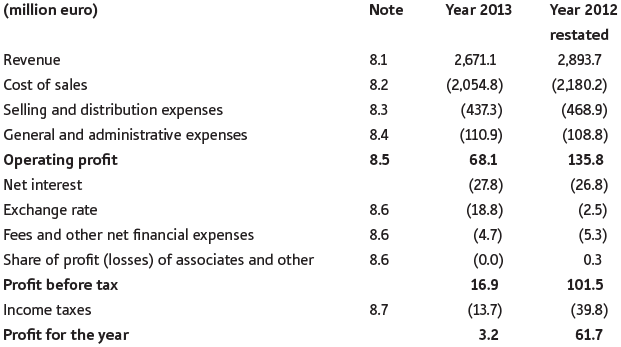 (million euro) Note Year 2013 Year 2012
restated
Revenue 8.1 2,671.1 2,893.7
Cost of sales 8.2 (2,054.8) (2,180.2)
Selling and distribution expenses 8.3 (437.3) (468.9)
General and administrative expenses 8.4 (110.9) (108.8)
Operating profit 8.5 68.1 135.8
Net interest (27.8) (26.8)
Exchange rate 8.6 (18.8) (2.5)
Fees and other net financial expenses 8.6 (4.7) (5.3)
Share of profit (losses) of associates and other 8.6 (0.0) 0.3
Profit before tax 16.9 101.5
Income taxes 8.7 (13.7) (39.8)
Profit for the year 3.2 61.7